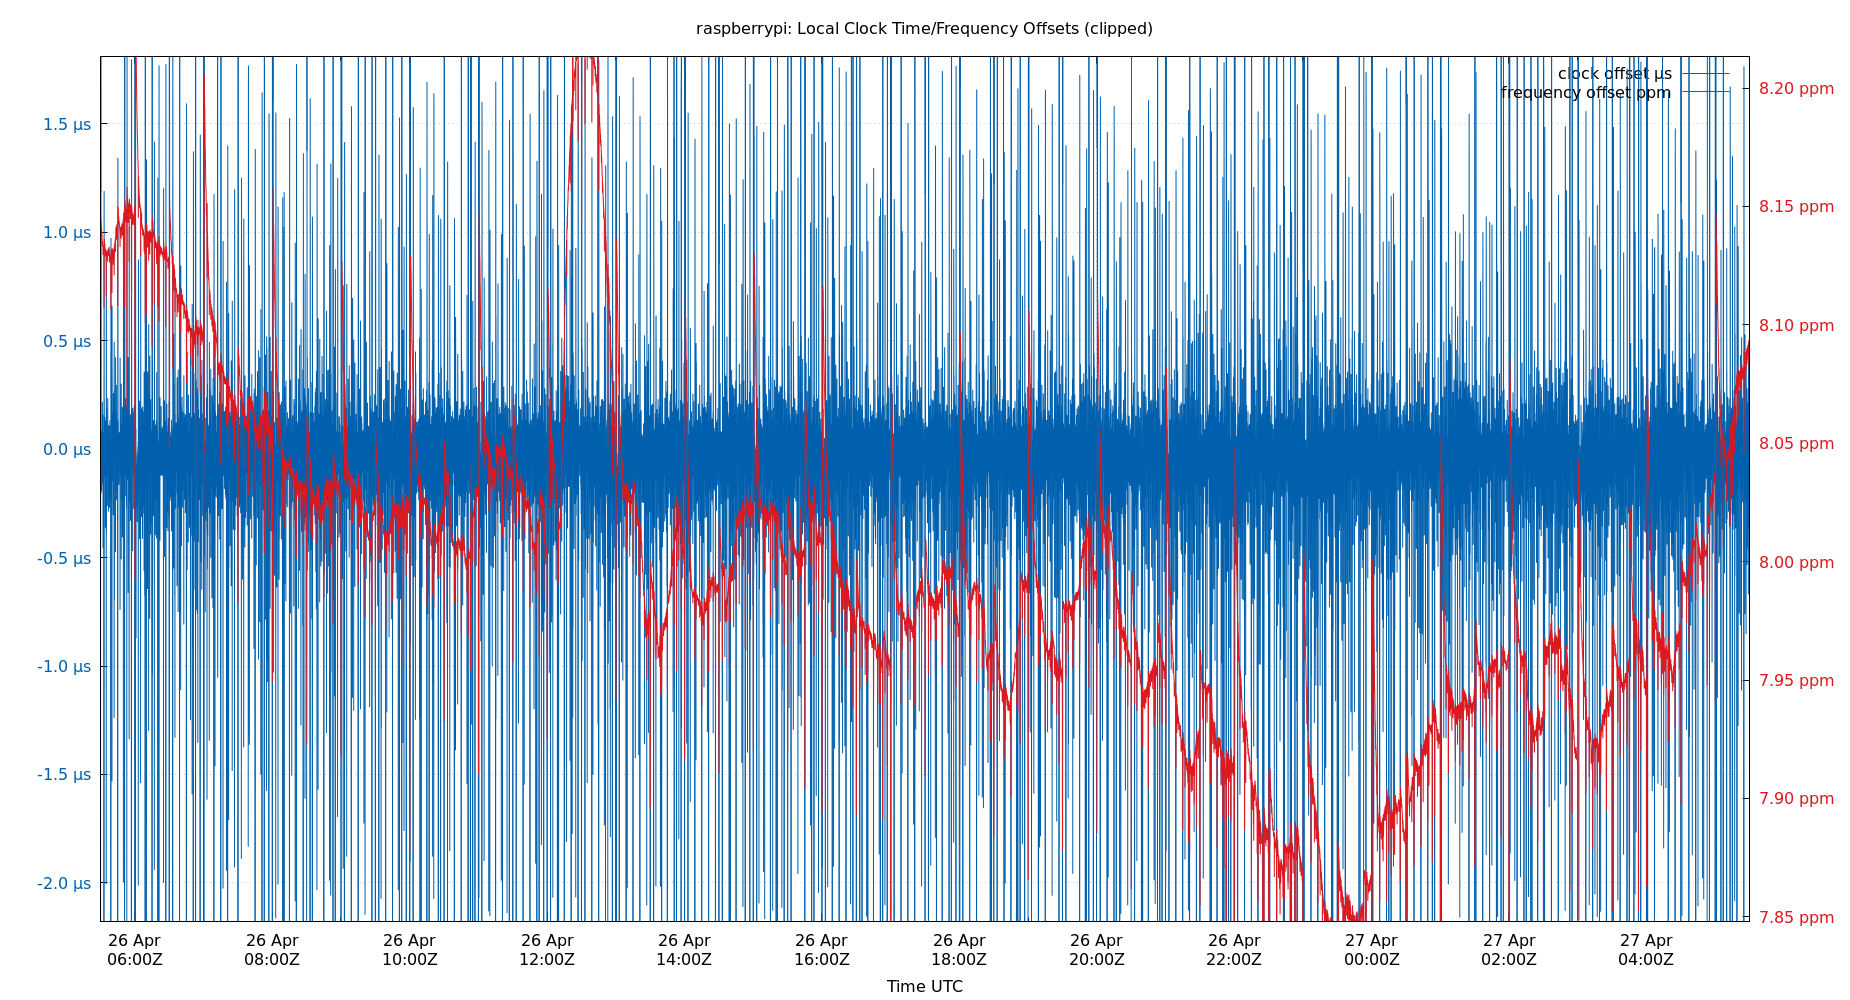 raspberrypi: Local Clock Time/Frequency Offsets (clipped)
clock offset µs
frequency offset ppm
1.5 µs
1.0 µs
0.5 µs
0.0 µs
-0.5 µs
-1.0 µs
-1.5 µs
-2.0 µs
8.20 ppm
8.15 ppm
8.10 ppm
8.05 ppm
8.00 ppm
7.95 ppm
7.90 ppm
7.85 ppm
26 Apr 26 Apr 26 Apr 26 Apr 26 Apr 26 Apr 26 Apr 26 Apr 26 Apr 27 Apr 27 Apr 27 Apr
06:00Z 08:00Z 10:00Z 12:00Z 14:00Z 16:00Z 18:00Z 20:00Z 22:00Z 00:00Z 02:00Z 04:00Z
Time UTC